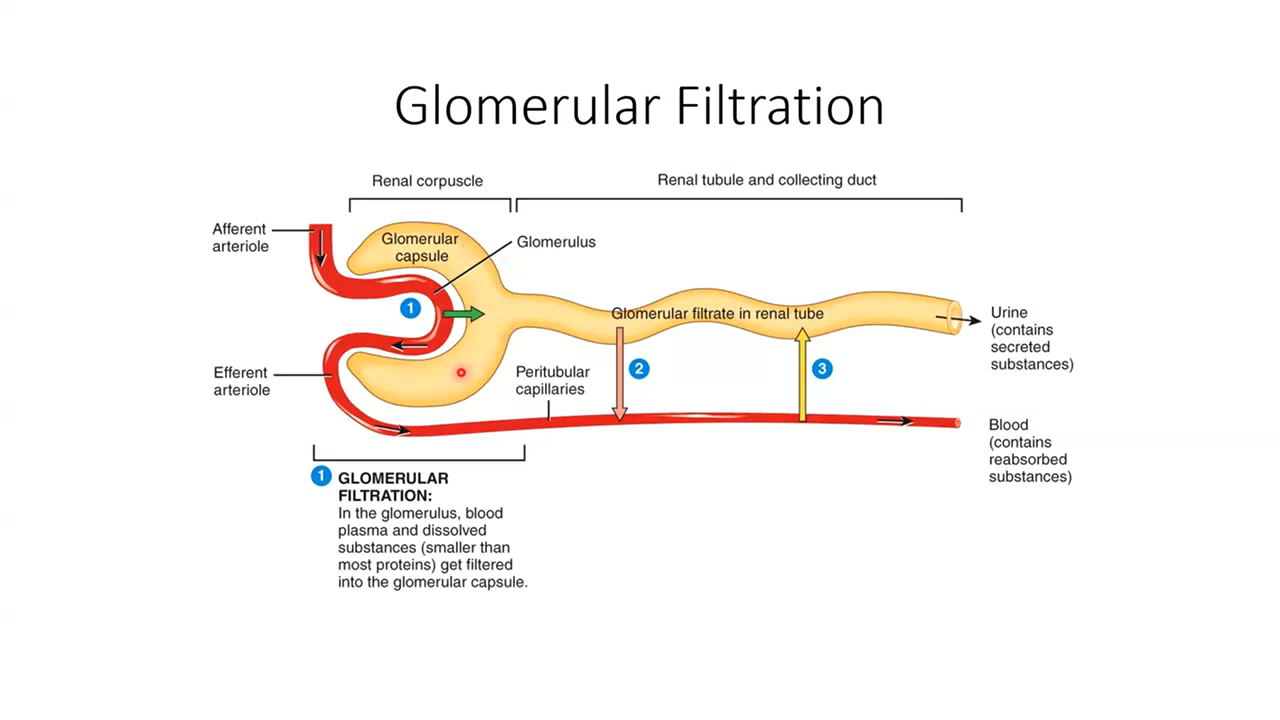 Glomerular Filtration
Renal corpuscle
Renal tubule and collecting duct
Afferent
arteriole
Glomerular
capsule
Glomerulus
1
Glomerular filtrate in renal tube
Urine
(contains
secreted
substances)
Efferent
arteriole
Peritubular
capillaries
2
3
Blood
(contains
reabsorbed
substances)
1 GLOMERULAR
FILTRATION:
In the glomerulus, blood
plasma and dissolved
substances (smaller than
most proteins) get filtered
into the glomerular capsule.